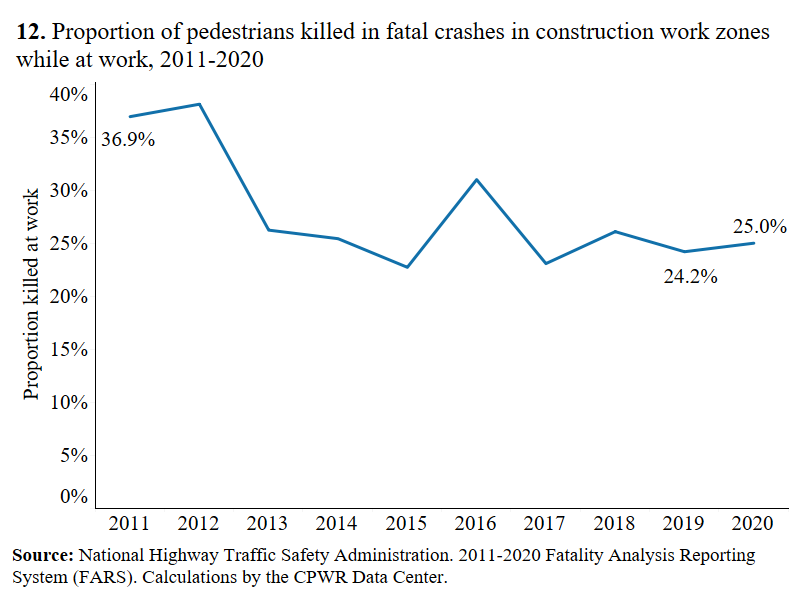 12. Proportion of pedestrians killed in fatal crashes in construction work zones
while at work, 2011-2020
Proportion killed at work
40%
35%
30%
25%
20%
15%
10%
5%
0%
36.9%
24.2%
25.0%
2011 2012 2013 2014 2015 2016 2017 2018 2019 2020
Source: National Highway Traffic Safety Administration. 2011-2020 Fatality Analysis Reporting
System (FARS). Calculations by the CPWR Data Center.